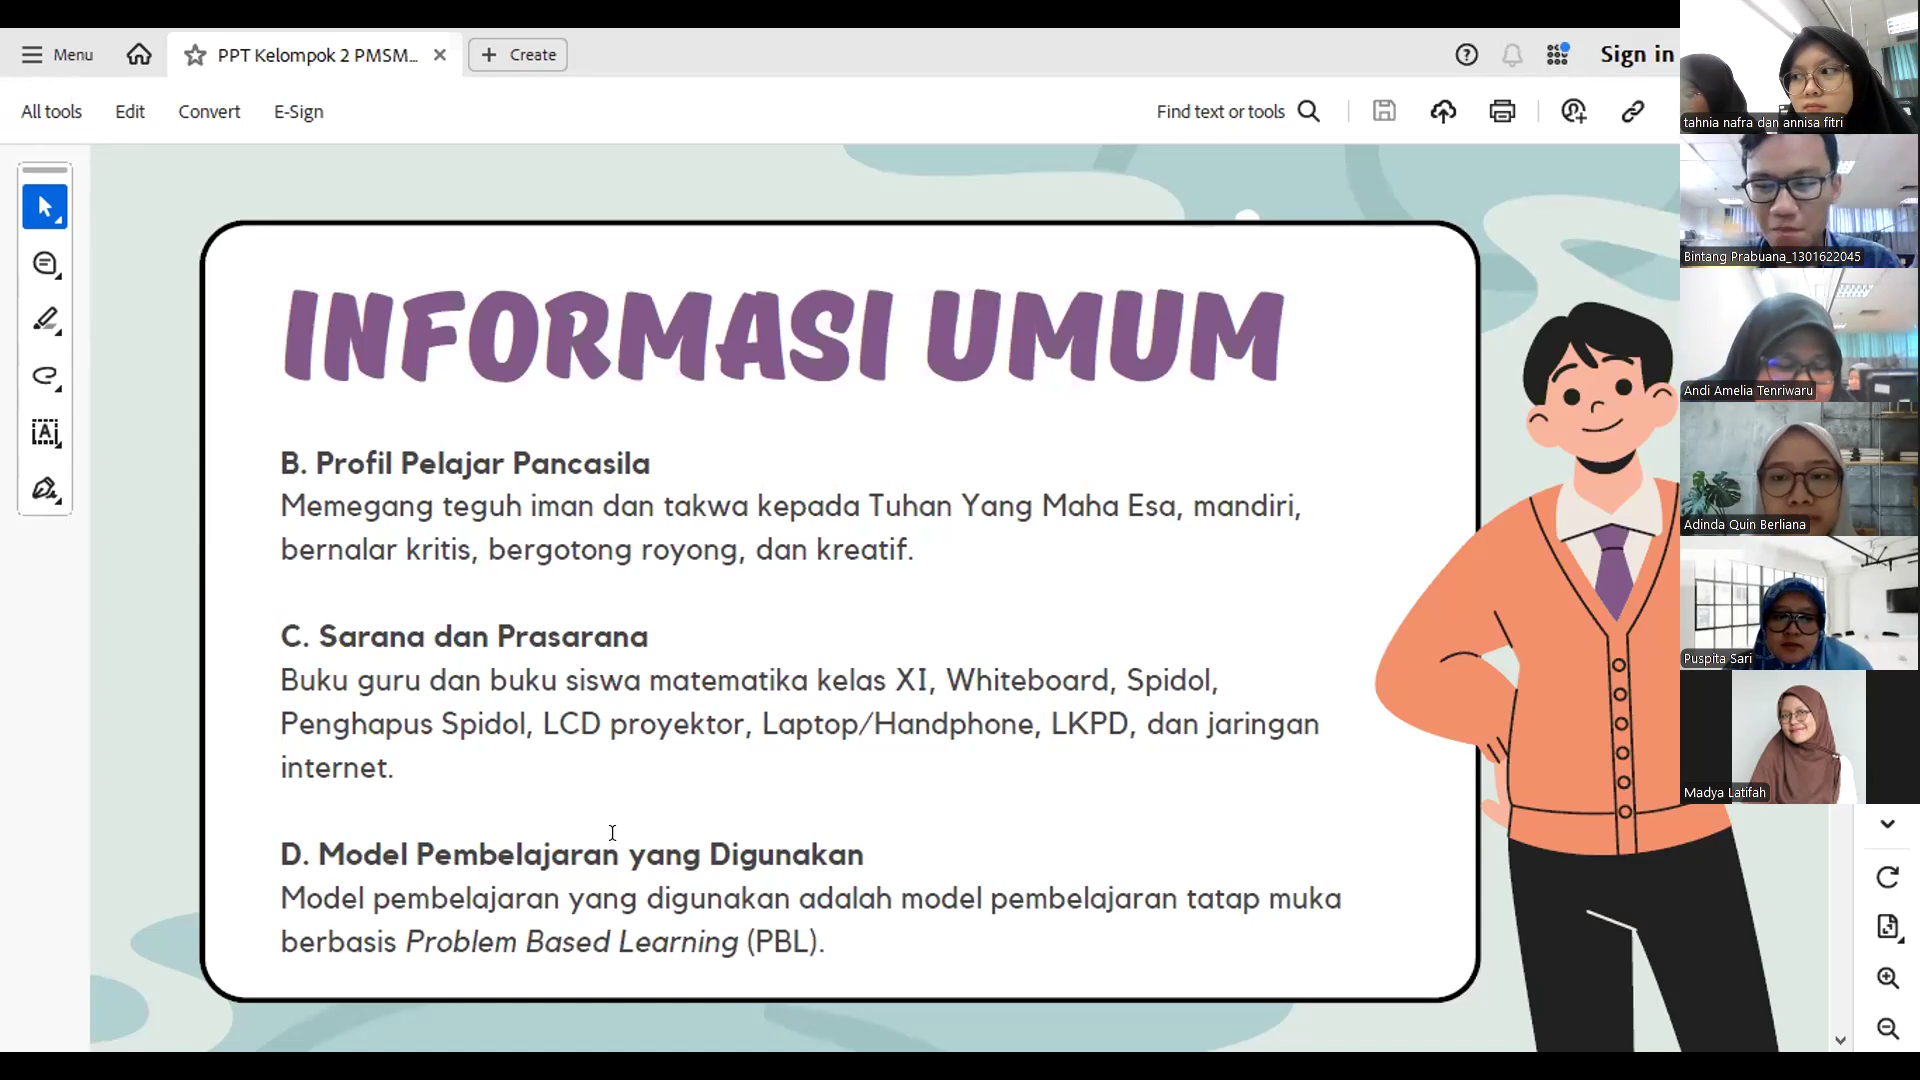 Menu
PPT Kelompok 2 PMSM...
Create
Sign in
All tools
Edit
Convert
E-Sign
Find text or tools
INFORMASI UMUM
B. Profil Pelajar Pancasila
Memegang teguh iman dan takwa kepada Tuhan Yang Maha Esa, mandiri,
bernalar kritis, bergotong royong, dan kreatif.
C. Sarana dan Prasarana
Buku guru dan buku siswa matematika kelas XI, Whiteboard, Spidol,
Penghapus Spidol, LCD proyektor, Laptop/Handphone, LKPD, dan jaringan
internet.
D. Model Pembelajaran yang Digunakan
Model pembelajaran yang digunakan adalah model pembelajaran tatap muka
berbasis Problem Based Learning (PBL).
tahnia nafra dan annisa fitri
Bintang Prabuana_1301622045
Andi Amelia Tenriwaru
Adinda Quin Berliana
Puspita Sari
Madya Latifah